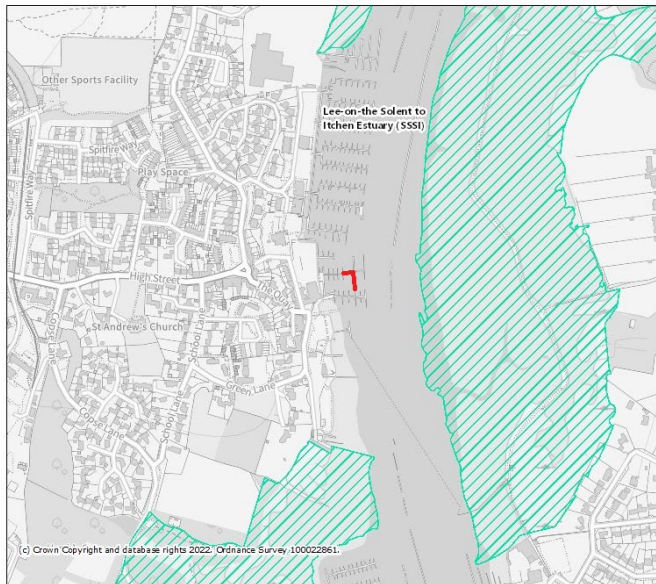 Other Sports Facility
Lee-on-the Solent to
Itchen Estuary (SSSI)
Spitfire Way
Play Space
Spitfire Way
High Street
The Quay
St Andrew's Church
School Lane
Copse Lane
Green Lane
Copse Lane
School Lane
(c) Crown Copyright and database rights 2022. Ordnance Survey 100022861.